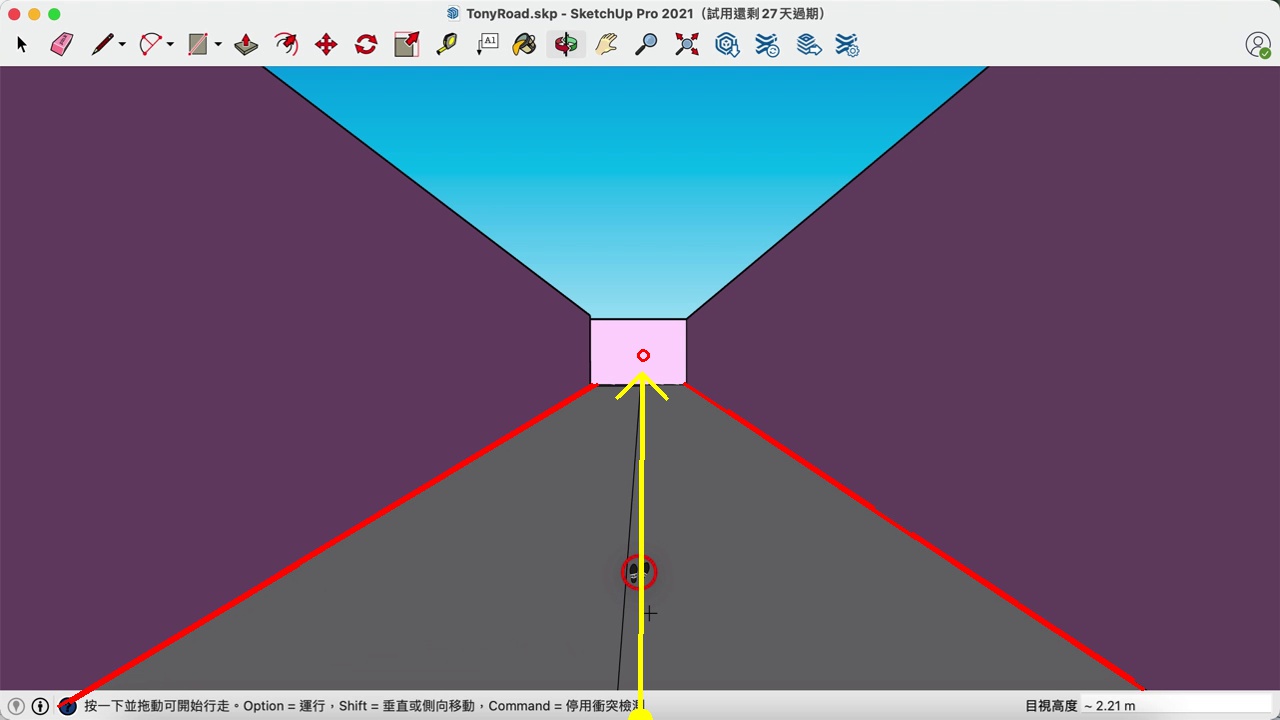 TonyRoad.skp - SketchUp Pro 2021（試用還剩 27 天過期）
A1
按一下並拖動可開始行走。Option = 運行，Shift = 垂直或側向移動，Command = 停用衝突檢測
目視高度 ~ 2.21 m